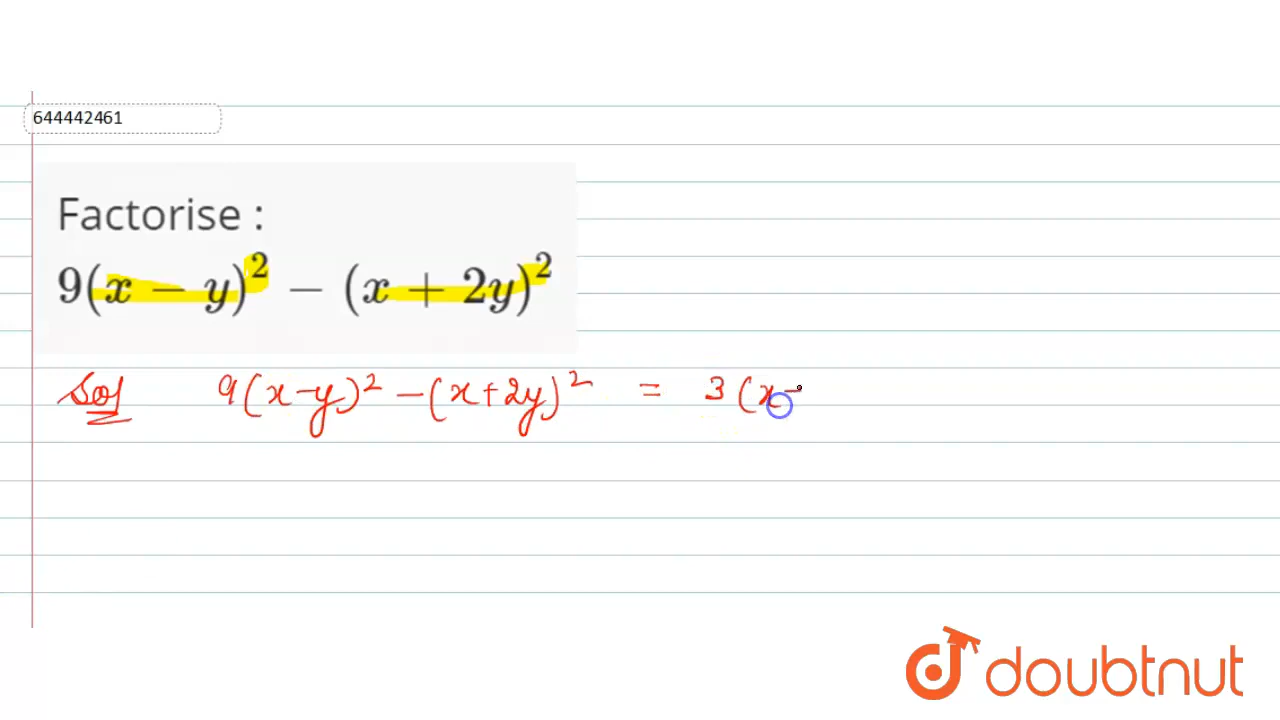 644442461
Factorise :
9(x − y)² − (x + 2y)²
Sol 9(x−y)² −(x+2y)² = 3(x−
doubtnut